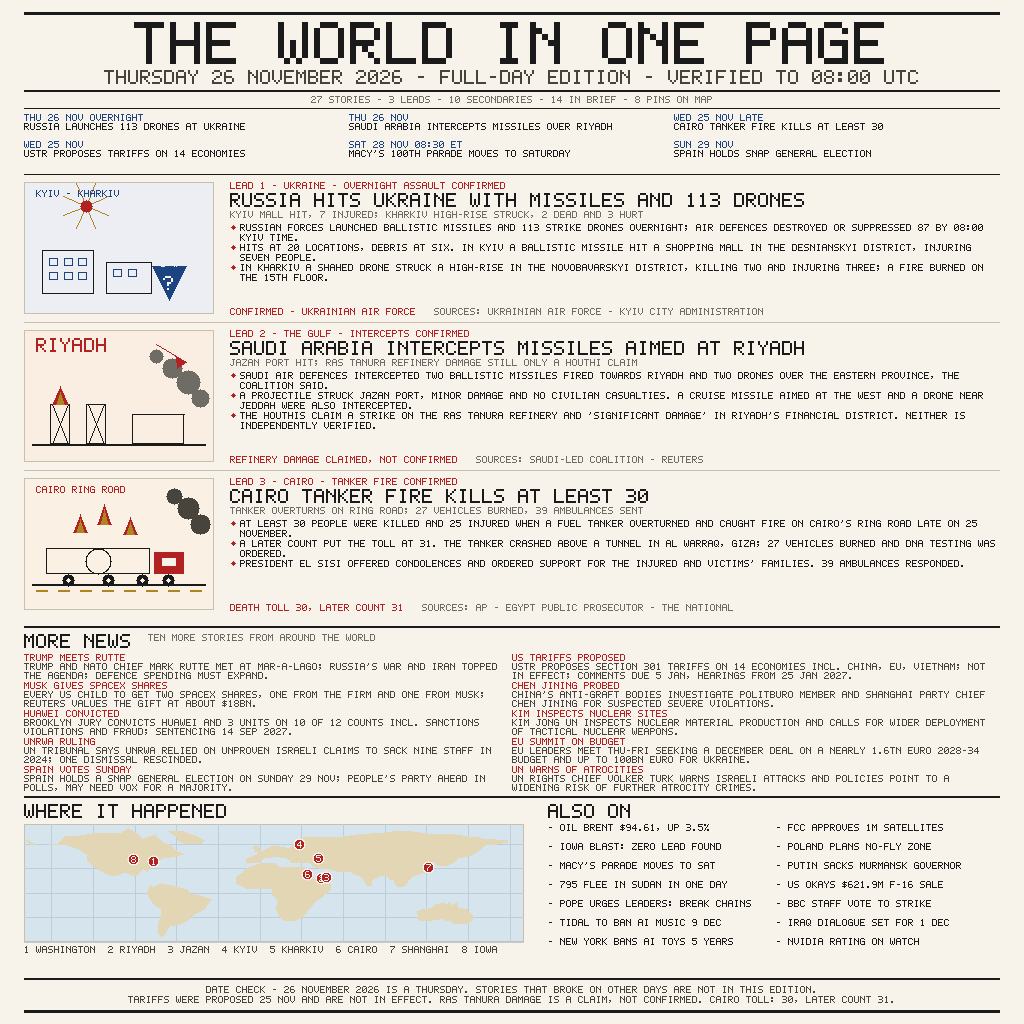 THE WORLD IN ONE PAGE
THURSDAY 26 NOVEMBER 2026 - FULL-DAY EDITION - VERIFIED TO 08:00 UTC
27 STORIES - 3 LEADS - 10 SECONDARIES - 14 IN BRIEF - 8 PINS ON MAP
THU 26 NOV OVERNIGHT
RUSSIA LAUNCHES 113 DRONES AT UKRAINE
THU 26 NOV
SAUDI ARABIA INTERCEPTS MISSILES OVER RIYADH
WED 25 NOV LATE
CAIRO TANKER FIRE KILLS AT LEAST 30
WED 25 NOV
USTR PROPOSES TARIFFS ON 14 ECONOMIES
SAT 28 NOV 08:30 ET
MACY'S 100TH PARADE MOVES TO SATURDAY
SUN 29 NOV
SPAIN HOLDS SNAP GENERAL ELECTION
KYIV - KHARKIV
?
LEAD 1 - UKRAINE - OVERNIGHT ASSAULT CONFIRMED
RUSSIA HITS UKRAINE WITH MISSILES AND 113 DRONES
KYIV MALL HIT, 7 INJURED; KHARKIV HIGH-RISE STRUCK, 2 DEAD AND 3 HURT
RUSSIAN FORCES LAUNCHED BALLISTIC MISSILES AND 113 STRIKE DRONES OVERNIGHT; AIR DEFENCES DESTROYED OR SUPPRESSED 87 BY 08:00
KYIV TIME.
HITS AT 20 LOCATIONS, DEBRIS AT SIX. IN KYIV A BALLISTIC MISSILE HIT A SHOPPING MALL IN THE DESNIANSKYI DISTRICT, INJURING
SEVEN PEOPLE.
IN KHARKIV A SHAHED DRONE STRUCK A HIGH-RISE IN THE NOVOBAVARSKYI DISTRICT, KILLING TWO AND INJURING THREE; A FIRE BURNED ON
THE 15TH FLOOR.
CONFIRMED - UKRAINIAN AIR FORCE SOURCES: UKRAINIAN AIR FORCE - KYIV CITY ADMINISTRATION
RIYADH
LEAD 2 - THE GULF - INTERCEPTS CONFIRMED
SAUDI ARABIA INTERCEPTS MISSILES AIMED AT RIYADH
JAZAN PORT HIT; RAS TANURA REFINERY DAMAGE STILL ONLY A HOUTHI CLAIM
SAUDI AIR DEFENCES INTERCEPTED TWO BALLISTIC MISSILES FIRED TOWARDS RIYADH AND TWO DRONES OVER THE EASTERN PROVINCE, THE
COALITION SAID.
A PROJECTILE STRUCK JAZAN PORT, MINOR DAMAGE AND NO CIVILIAN CASUALTIES. A CRUISE MISSILE AIMED AT THE WEST AND A DRONE NEAR
JEDDAH WERE ALSO INTERCEPTED.
THE HOUTHIS CLAIM A STRIKE ON THE RAS TANURA REFINERY AND 'SIGNIFICANT DAMAGE' IN RIYADH'S FINANCIAL DISTRICT. NEITHER IS
INDEPENDENTLY VERIFIED.
REFINERY DAMAGE CLAIMED, NOT CONFIRMED SOURCES: SAUDI-LED COALITION - REUTERS
CAIRO RING ROAD
LEAD 3 - CAIRO - TANKER FIRE CONFIRMED
CAIRO TANKER FIRE KILLS AT LEAST 30
TANKER OVERTURNS ON RING ROAD; 27 VEHICLES BURNED, 39 AMBULANCES SENT
AT LEAST 30 PEOPLE WERE KILLED AND 25 INJURED WHEN A FUEL TANKER OVERTURNED AND CAUGHT FIRE ON CAIRO'S RING ROAD LATE ON 25
NOVEMBER.
A LATER COUNT PUT THE TOLL AT 31. THE TANKER CRASHED ABOVE A TUNNEL IN AL WARRAQ, GIZA; 27 VEHICLES BURNED AND DNA TESTING WAS
ORDERED.
PRESIDENT EL SISI OFFERED CONDOLENCES AND ORDERED SUPPORT FOR THE INJURED AND VICTIMS' FAMILIES. 39 AMBULANCES RESPONDED.
DEATH TOLL 30, LATER COUNT 31 SOURCES: AP - EGYPT PUBLIC PROSECUTOR - THE NATIONAL
MORE NEWS TEN MORE STORIES FROM AROUND THE WORLD
TRUMP MEETS RUTTE
TRUMP AND NATO CHIEF MARK RUTTE MET AT MAR-A-LAGO; RUSSIA'S WAR AND IRAN TOPPED
THE AGENDA; DEFENCE SPENDING MUST EXPAND.
MUSK GIVES SPACEX SHARES
EVERY US CHILD TO GET TWO SPACEX SHARES, ONE FROM THE FIRM AND ONE FROM MUSK;
REUTERS VALUES THE GIFT AT ABOUT $18BN.
HUAWEI CONVICTED
BROOKLYN JURY CONVICTS HUAWEI AND 3 UNITS ON 10 OF 12 COUNTS INCL. SANCTIONS
VIOLATIONS AND FRAUD; SENTENCING 14 SEP 2027.
UNRWA RULING
UN TRIBUNAL SAYS UNRWA RELIED ON UNPROVEN ISRAELI CLAIMS TO SACK NINE STAFF IN
2024; ONE DISMISSAL RESCINDED.
SPAIN VOTES SUNDAY
SPAIN HOLDS A SNAP GENERAL ELECTION ON SUNDAY 29 NOV; PEOPLE'S PARTY AHEAD IN
POLLS, MAY NEED VOX FOR A MAJORITY.
US TARIFFS PROPOSED
USTR PROPOSES SECTION 301 TARIFFS ON 14 ECONOMIES INCL. CHINA, EU, VIETNAM; NOT
IN EFFECT; COMMENTS DUE 5 JAN, HEARINGS FROM 25 JAN 2027.
CHEN JINING PROBED
CHINA'S ANTI-GRAFT BODIES INVESTIGATE POLITBURO MEMBER AND SHANGHAI PARTY CHIEF
CHEN JINING FOR SUSPECTED SEVERE VIOLATIONS.
KIM INSPECTS NUCLEAR SITES
KIM JONG UN INSPECTS NUCLEAR MATERIAL PRODUCTION AND CALLS FOR WIDER DEPLOYMENT
OF TACTICAL NUCLEAR WEAPONS.
EU SUMMIT ON BUDGET
EU LEADERS MEET THU-FRI SEEKING A DECEMBER DEAL ON A NEARLY 1.6TN EURO 2028-34
BUDGET AND UP TO 100BN EURO FOR UKRAINE.
UN WARNS OF ATROCITIES
UN RIGHTS CHIEF VOLKER TURK WARNS ISRAELI ATTACKS AND POLICIES POINT TO A
WIDENING RISK OF FURTHER ATROCITY CRIMES.
WHERE IT HAPPENED
8 1 4 5 6 3 7
1 WASHINGTON 2 RIYADH 3 JAZAN 4 KYIV 5 KHARKIV 6 CAIRO 7 SHANGHAI 8 IOWA
ALSO ON
- OIL BRENT $94.61, UP 3.5%
- IOWA BLAST: ZERO LEAD FOUND
- MACY'S PARADE MOVES TO SAT
- 795 FLEE IN SUDAN IN ONE DAY
- POPE URGES LEADERS: BREAK CHAINS
- TIDAL TO BAN AI MUSIC 9 DEC
- NEW YORK BANS AI TOYS 5 YEARS
- FCC APPROVES 1M SATELLITES
- POLAND PLANS NO-FLY ZONE
- PUTIN SACKS MURMANSK GOVERNOR
- US OKAYS $621.9M F-16 SALE
- BBC STAFF VOTE TO STRIKE
- IRAQ DIALOGUE SET FOR 1 DEC
- NVIDIA RATING ON WATCH
DATE CHECK - 26 NOVEMBER 2026 IS A THURSDAY. STORIES THAT BROKE ON OTHER DAYS ARE NOT IN THIS EDITION.
TARIFFS WERE PROPOSED 25 NOV AND ARE NOT IN EFFECT. RAS TANURA DAMAGE IS A CLAIM, NOT CONFIRMED. CAIRO TOLL: 30, LATER COUNT 31.